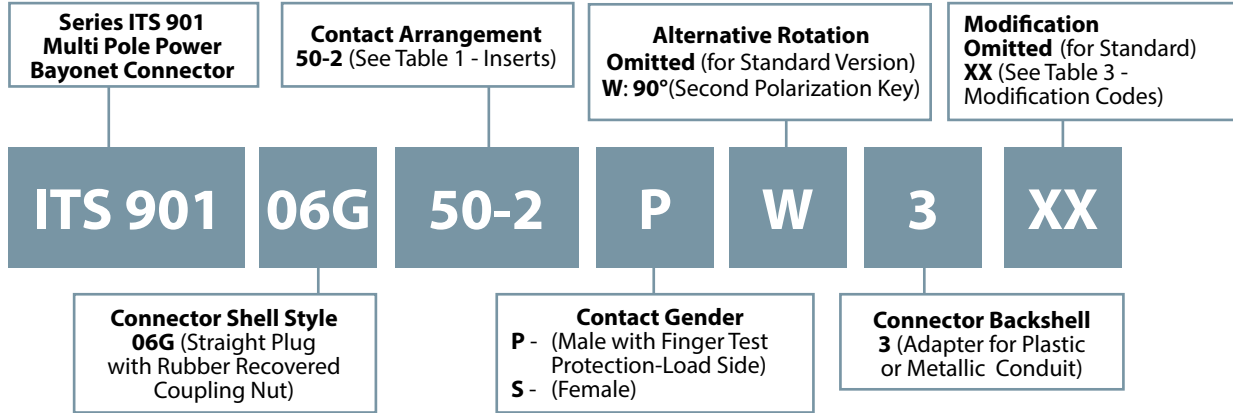 Series ITS 901
Multi Pole Power
Bayonet Connector
Contact Arrangement
50-2 (See Table 1 - Inserts)
Alternative Rotation
Omitted (for Standard Version)
W: 90°(Second Polarization Key)
Modification
Omitted (for Standard)
XX (See Table 3 -
Modification Codes)
ITS 901 06G 50-2 P W 3 XX
Connector Shell Style
06G (Straight Plug
with Rubber Recovered
Coupling Nut)
Contact Gender
P - (Male with Finger Test
Protection-Load Side)
S - (Female)
Connector Backshell
3 (Adapter for Plastic
or Metallic Conduit)